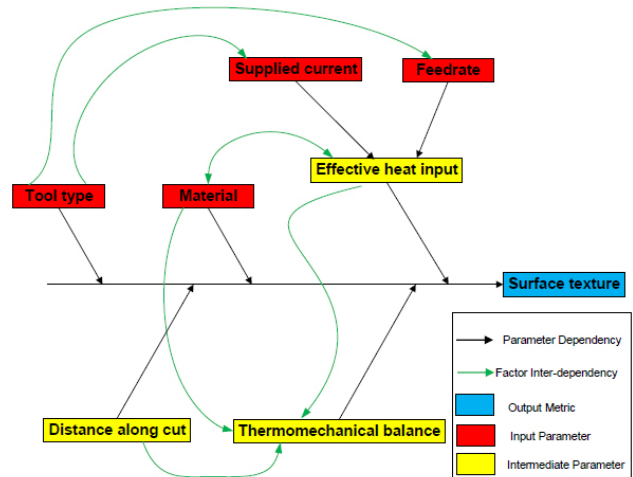 Supplied current
Feedrate
Effective heat input
Tool type
Material
Surface texture
Distance along cut
Thermomechanical balance
Parameter Dependency
Factor Inter-dependency
Output Metric
Input Parameter
Intermediate Parameter